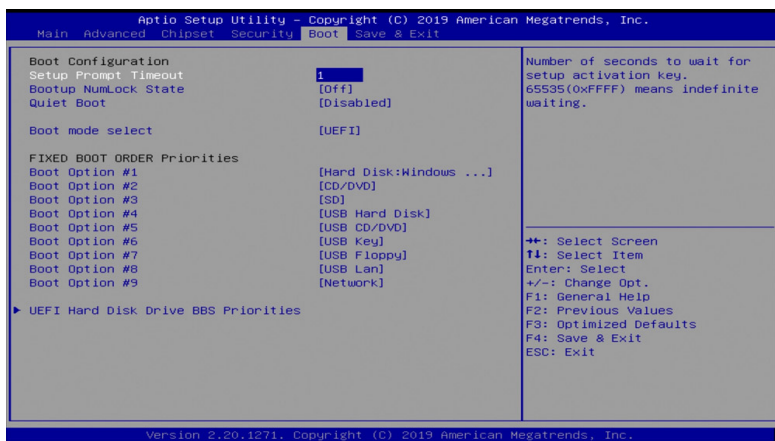 Aptio Setup Utility – Copyright (C) 2019 American Megatrends, Inc.
Main Advanced Chipset Security Boot Save & Exit
Boot Configuration
Setup Prompt Timeout 1
Bootup NumLock State [Off]
Quiet Boot [Disabled]
Boot mode select [UEFI]
FIXED BOOT ORDER Priorities
Boot Option #1 [Hard Disk:Windows ...]
Boot Option #2 [CD/DVD]
Boot Option #3 [SD]
Boot Option #4 [USB Hard Disk]
Boot Option #5 [USB CD/DVD]
Boot Option #6 [USB Key]
Boot Option #7 [USB Floppy]
Boot Option #8 [USB Lan]
Boot Option #9 [Network]
▶ UEFI Hard Disk Drive BBS Priorities
Number of seconds to wait for
setup activation key.
65535(0xFFFF) means indefinite
waiting.
→←: Select Screen
↑↓: Select Item
Enter: Select
+/-: Change Opt.
F1: General Help
F2: Previous Values
F3: Optimized Defaults
F4: Save & Exit
ESC: Exit
Version 2.20.1271. Copyright (C) 2019 American Megatrends, Inc.